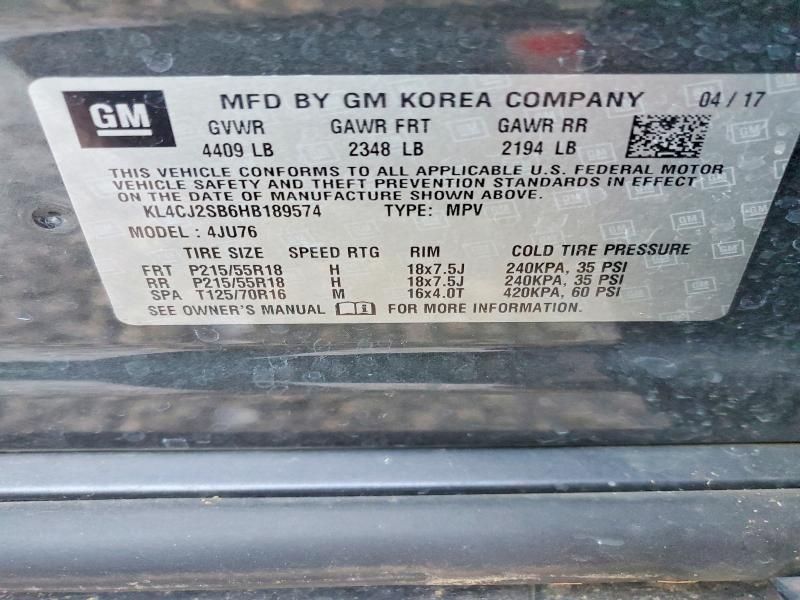 GM MFD BY GM KOREA COMPANY 04 / 17
GVWR GAWR FRT GAWR RR
4409 LB 2348 LB 2194 LB
THIS VEHICLE CONFORMS TO ALL APPLICABLE U.S. FEDERAL MOTOR
VEHICLE SAFETY AND THEFT PREVENTION STANDARDS IN EFFECT
ON THE DATE OF MANUFACTURE SHOWN ABOVE.
KL4CJ2SB6HB189574 TYPE: MPV
MODEL : 4JU76
TIRE SIZE SPEED RTG RIM COLD TIRE PRESSURE
FRT P215/55R18 H 18x7.5J 240KPA, 35 PSI
RR P215/55R18 H 18x7.5J 240KPA, 35 PSI
SPA T125/70R16 M 16x4.0T 420KPA, 60 PSI
SEE OWNER'S MANUAL FOR MORE INFORMATION.